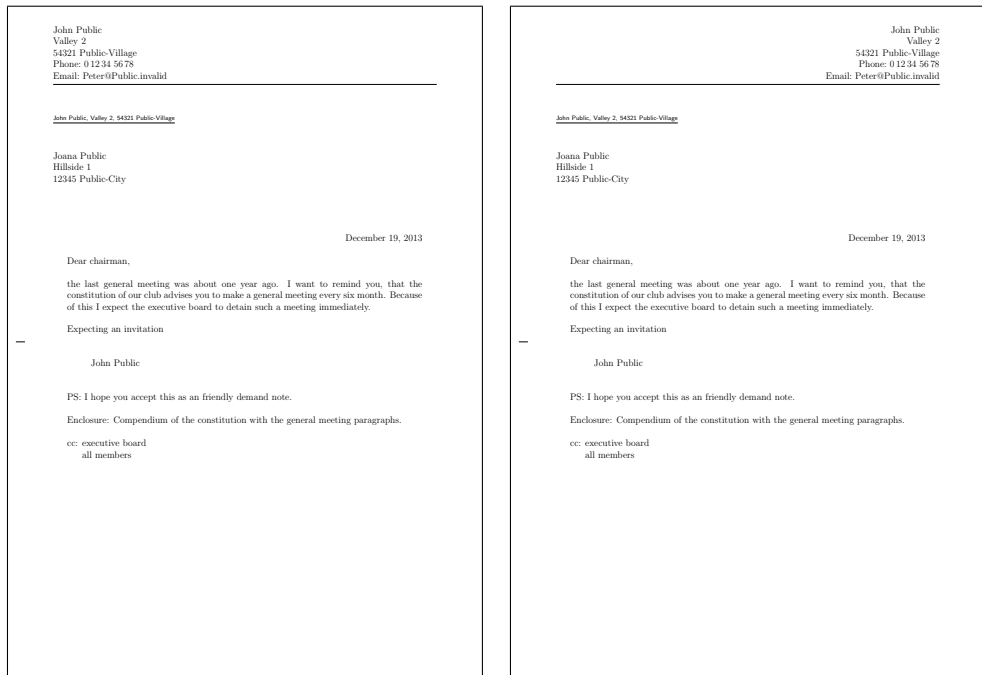 John Public
Valley 2
54321 Public-Village
Phone: 0 12 34 56 78
Email: Peter@Public.invalid
John Public, Valley 2, 54321 Public-Village
Joana Public
Hillside 1
12345 Public-City
December 19, 2013
Dear chairman,
the last general meeting was about one year ago. I want to remind you, that the
constitution of our club advises you to make a general meeting every six month. Because
of this I expect the executive board to detain such a meeting immediately.
Expecting an invitation
John Public
PS: I hope you accept this as an friendly demand note.
Enclosure: Compendium of the constitution with the general meeting paragraphs.
cc: executive board
all members
John Public
Valley 2
54321 Public-Village
Phone: 0 12 34 56 78
Email: Peter@Public.invalid
John Public, Valley 2, 54321 Public-Village
Joana Public
Hillside 1
12345 Public-City
December 19, 2013
Dear chairman,
the last general meeting was about one year ago. I want to remind you, that the
constitution of our club advises you to make a general meeting every six month. Because
of this I expect the executive board to detain such a meeting immediately.
Expecting an invitation
John Public
PS: I hope you accept this as an friendly demand note.
Enclosure: Compendium of the constitution with the general meeting paragraphs.
cc: executive board
all members